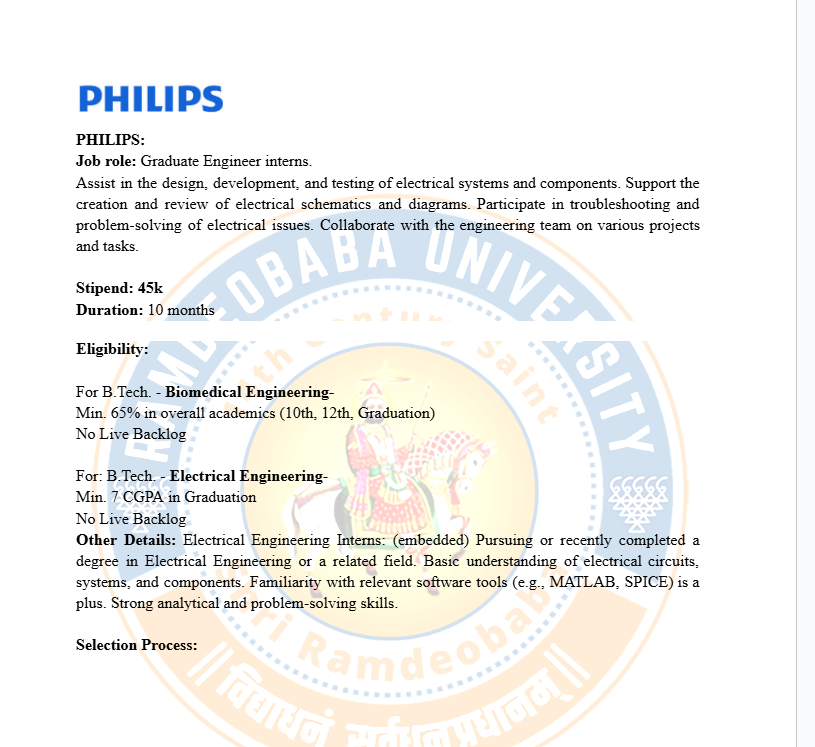 PHILIPS
PHILIPS:
Job role: Graduate Engineer interns.
Assist in the design, development, and testing of electrical systems and components. Support the
creation and review of electrical schematics and diagrams. Participate in troubleshooting and
problem-solving of electrical issues. Collaborate with the engineering team on various projects
and tasks.
Stipend: 45k
Duration: 10 months
Eligibility:
For B.Tech. - Biomedical Engineering-
Min. 65% in overall academics (10th, 12th, Graduation)
No Live Backlog
For: B.Tech. - Electrical Engineering-
Min. 7 CGPA in Graduation
No Live Backlog
Other Details: Electrical Engineering Interns: (embedded) Pursuing or recently completed a
degree in Electrical Engineering or a related field. Basic understanding of electrical circuits,
systems, and components. Familiarity with relevant software tools (e.g., MATLAB, SPICE) is a
plus. Strong analytical and problem-solving skills.
Selection Process:
RAMDEOBABA UNIVERSITY
Century Saint
Shri Ramdeobaba
|| विद्याधनं सर्वधनप्रधानम् ||